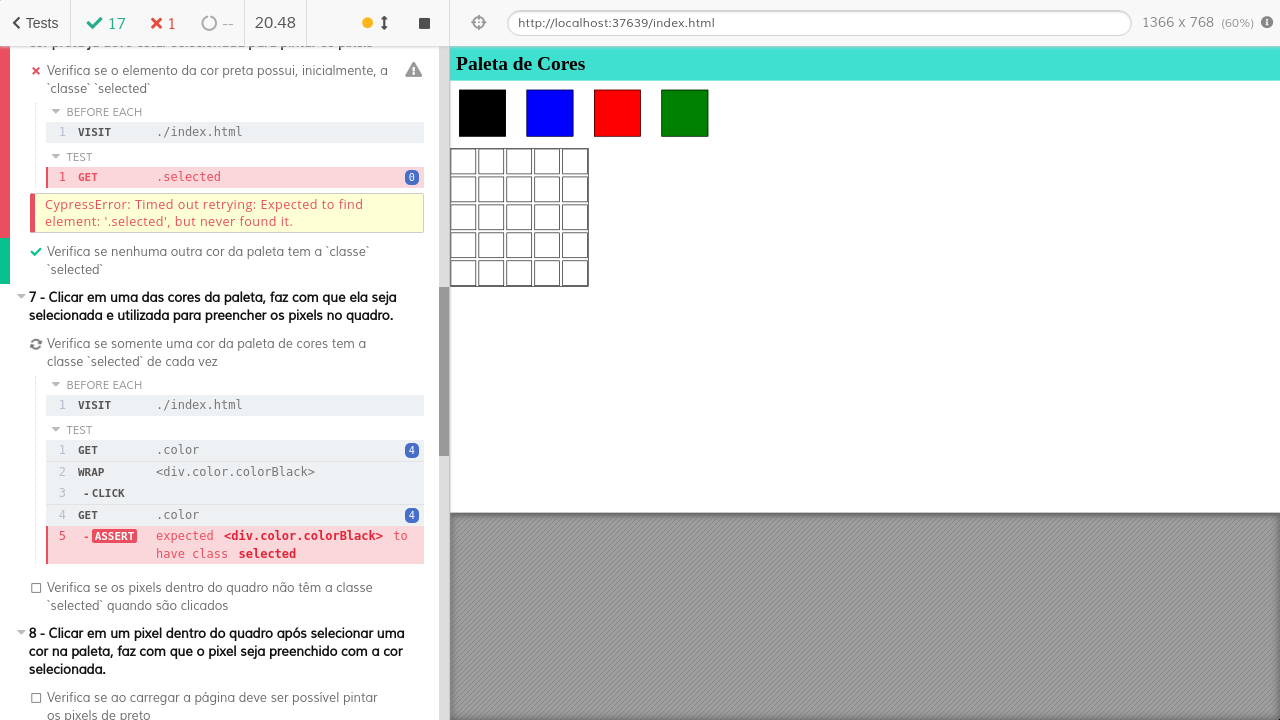 Tests
17
1
--
20.48
http://localhost:37639/index.html
1366 x 768 (60%)
Verifica se o elemento da cor preta possui, inicialmente, a
`classe` `selected`
BEFORE EACH
1 VISIT ./index.html
TEST
1 GET .selected 0
CypressError: Timed out retrying: Expected to find
element: '.selected', but never found it.
Verifica se nenhuma outra cor da paleta tem a `classe`
`selected`
7 - Clicar em uma das cores da paleta, faz com que ela seja
selecionada e utilizada para preencher os pixels no quadro.
Verifica se somente uma cor da paleta de cores tem a
classe `selected` de cada vez
BEFORE EACH
1 VISIT ./index.html
TEST
1 GET .color 4
2 WRAP <div.color.colorBlack>
3 -CLICK
4 GET .color 4
5 -ASSERT expected <div.color.colorBlack> to
have class selected
Verifica se os pixels dentro do quadro não têm a classe
`selected` quando são clicados
8 - Clicar em um pixel dentro do quadro após selecionar uma
cor na paleta, faz com que o pixel seja preenchido com a cor
selecionada.
Verifica se ao carregar a página deve ser possível pintar
os pixels de preto
Paleta de Cores